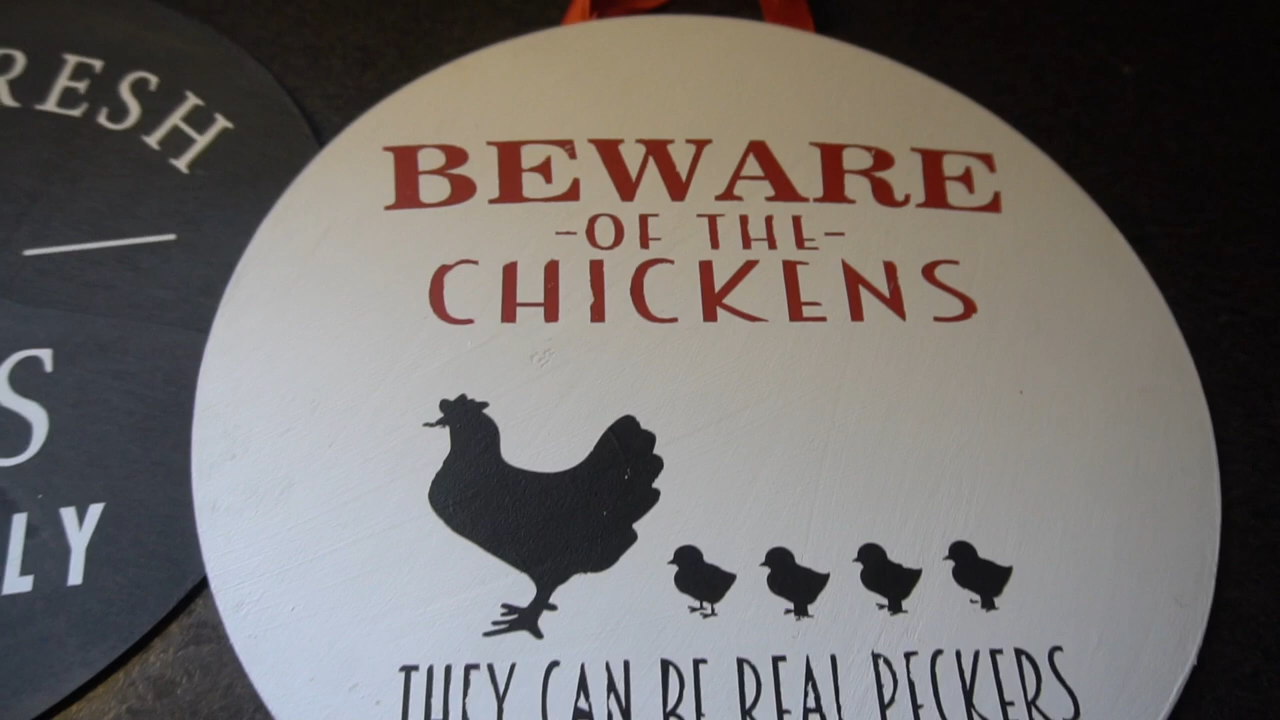 RESH
S
LY
BEWARE
-OF THE-
CHICKENS
THEY CAN BE REAL PECKERS